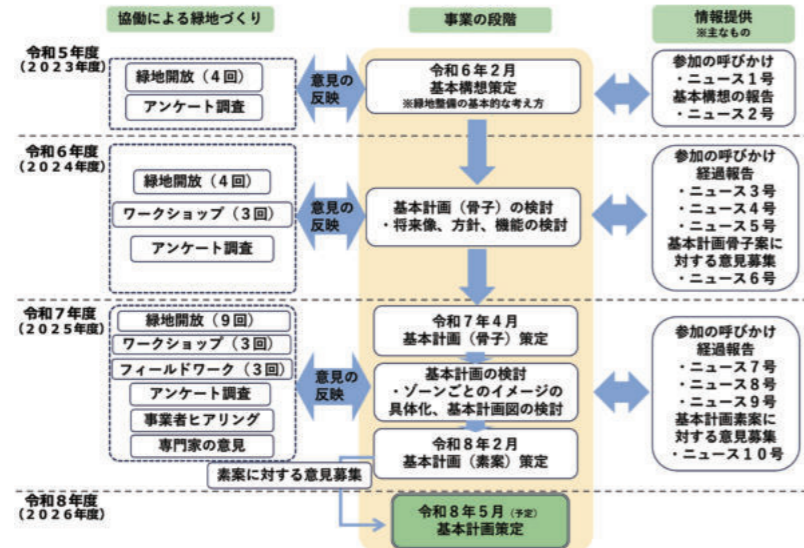 協働による緑地づくり
事業の段階
情報提供
※主なもの
令和5年度
(2023年度)
緑地開放(4回)
アンケート調査
意見の
反映
令和6年2月
基本構想策定
※緑地整備の基本的な考え方
参加の呼びかけ
・ニュース1号
基本構想の報告
・ニュース2号
令和6年度
(2024年度)
緑地開放(4回)
ワークショップ(3回)
アンケート調査
意見の
反映
基本計画(骨子)の検討
・将来像、方針、機能の検討
参加の呼びかけ
経過報告
・ニュース3号
・ニュース4号
・ニュース5号
基本計画骨子案に
対する意見募集
・ニュース6号
令和7年度
(2025年度)
緑地開放(9回)
ワークショップ(3回)
フィールドワーク(3回)
アンケート調査
事業者ヒアリング
専門家の意見
意見の
反映
令和7年4月
基本計画(骨子)策定
基本計画の検討
・ゾーンごとのイメージの
具体化、基本計画図の検討
令和8年2月
基本計画(素案)策定
参加の呼びかけ
経過報告
・ニュース7号
・ニュース8号
・ニュース9号
基本計画素案に
対する意見募集
・ニュース10号
素案に対する意見募集
令和8年度
(2026年度)
令和8年5月(予定)
基本計画策定